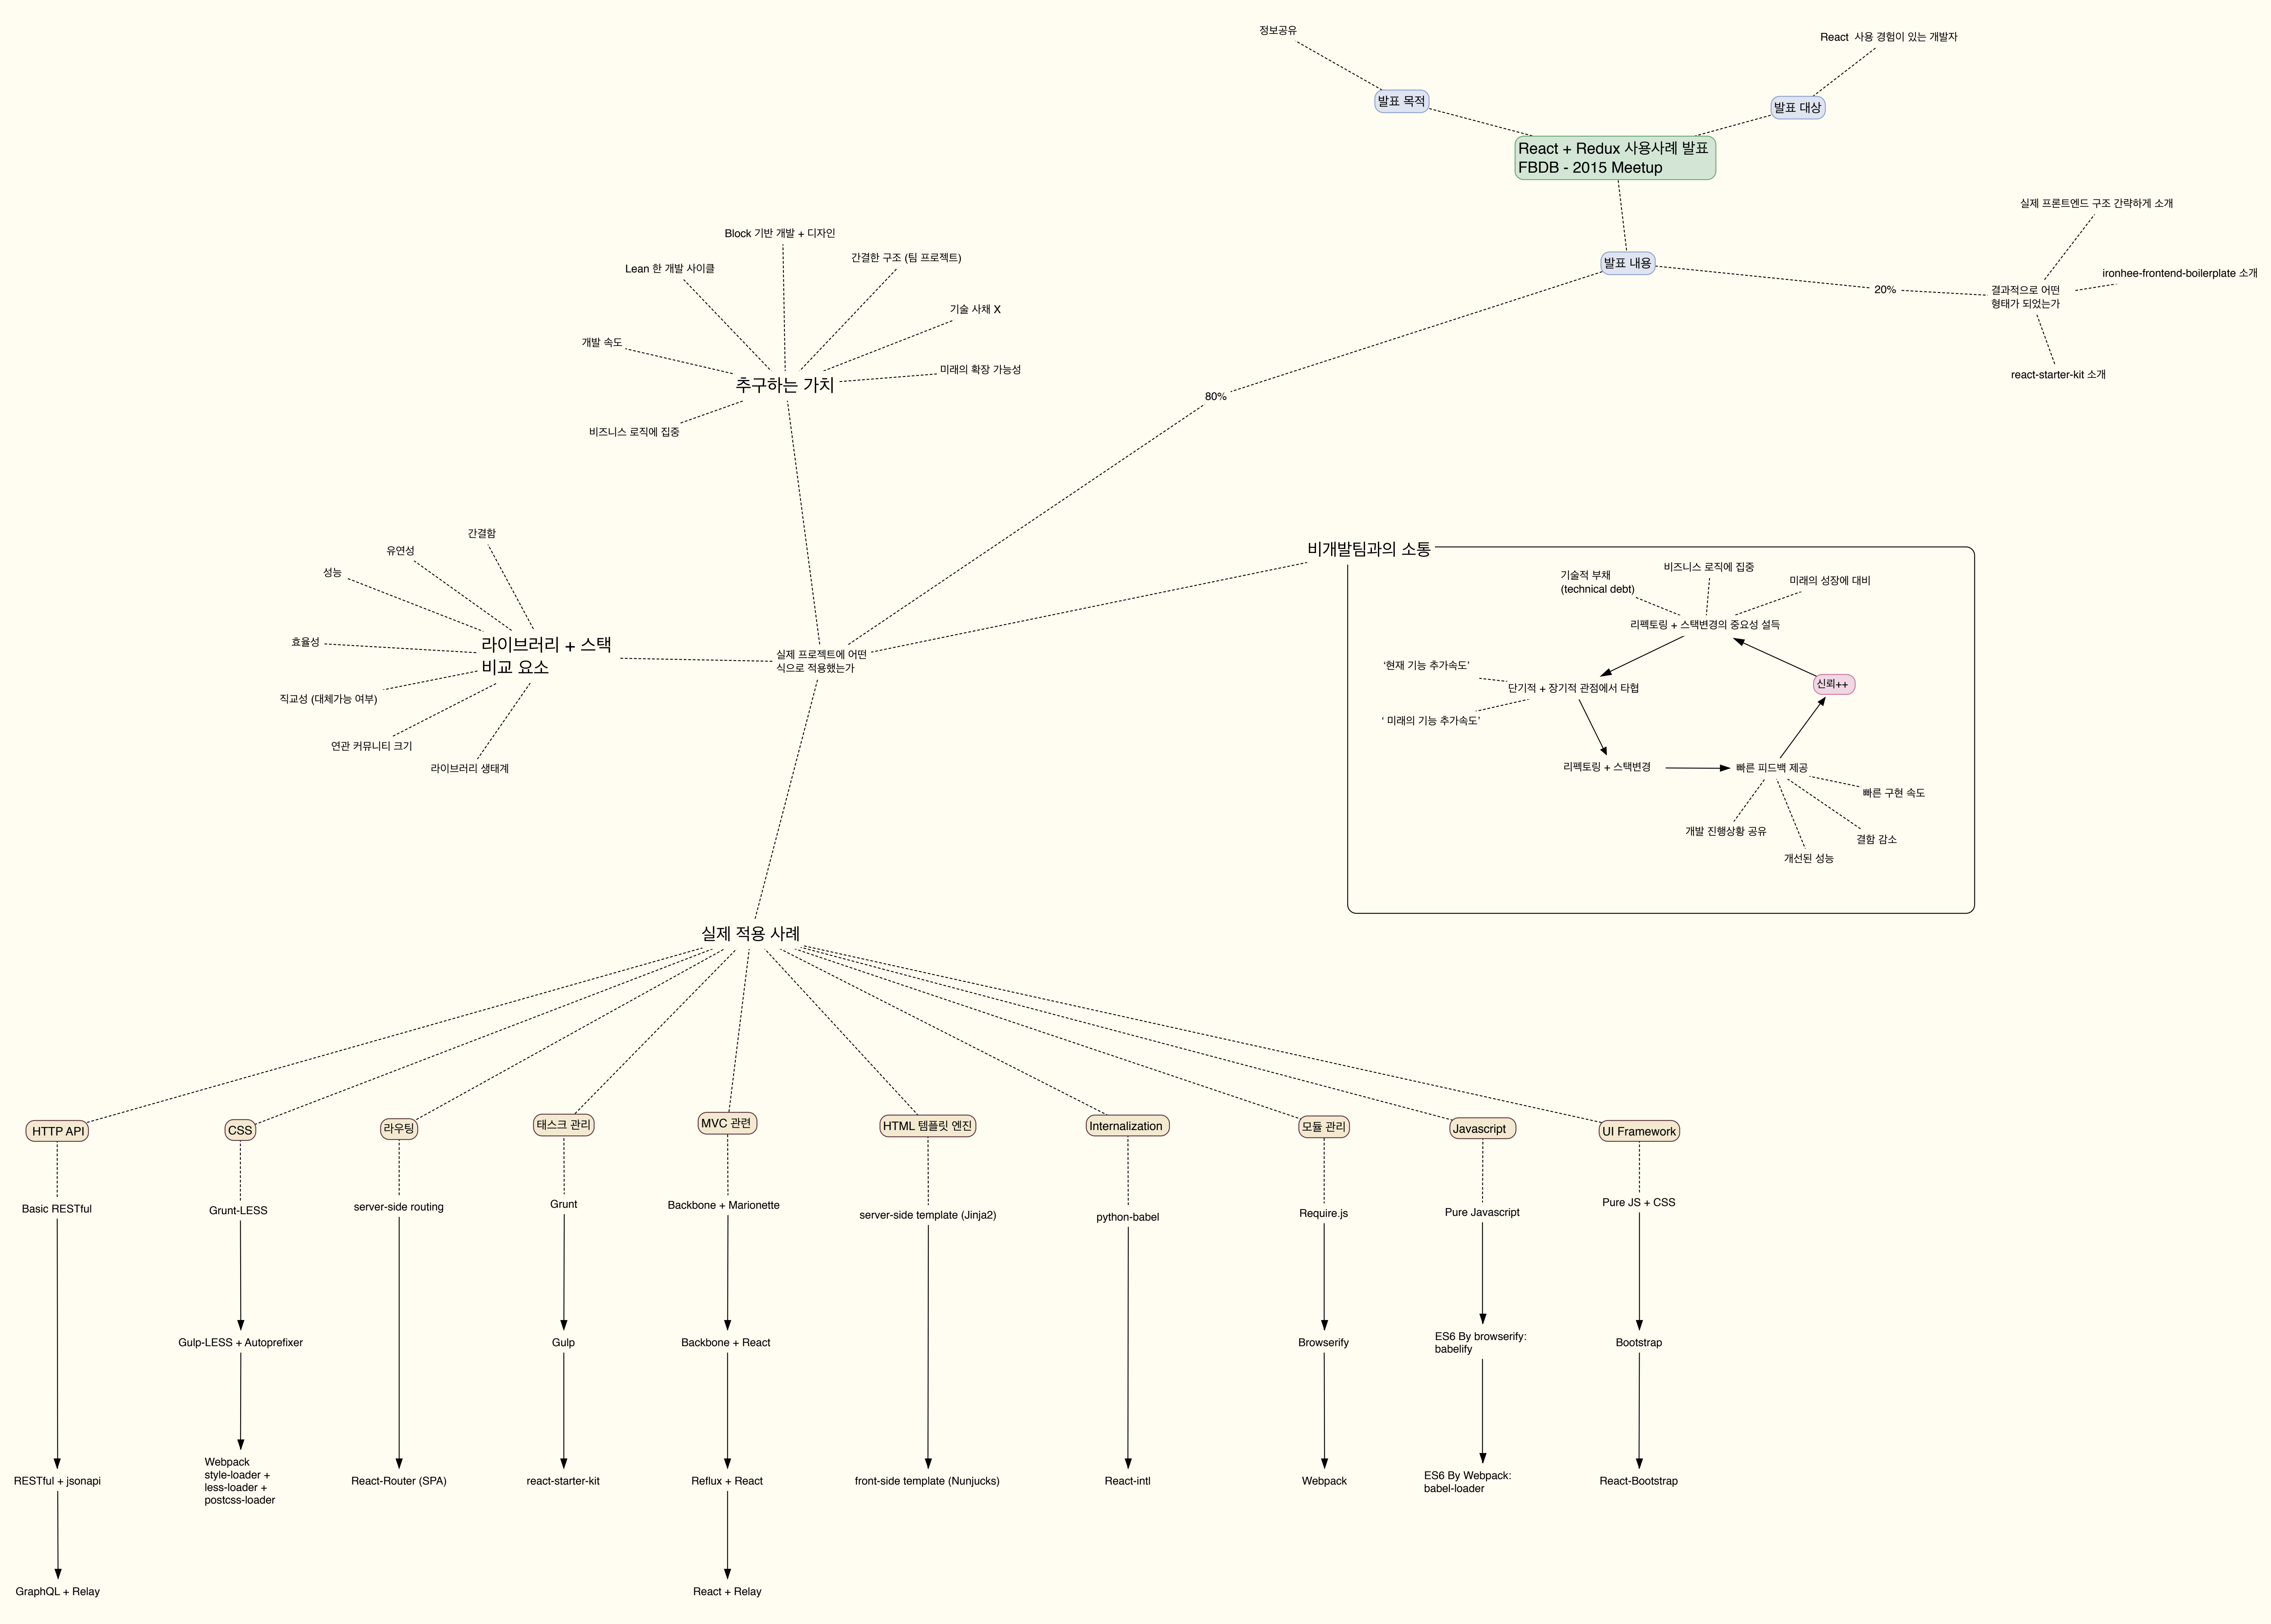 정보공유
React  사용 경험이 있는 개발자
발표 목적
발표 대상
React + Redux 사용사례 발표
FBDB - 2015 Meetup
발표 내용
20%
결과적으로 어떤
형태가 되었는가
실제 프론트엔드 구조 간략하게 소개
ironhee-frontend-boilerplate 소개
react-starter-kit 소개
80%
Block 기반 개발 + 디자인
Lean 한 개발 사이클
간결한 구조 (팀 프로젝트)
기술 사채 X
개발 속도
미래의 확장 가능성
추구하는 가치
비즈니스 로직에 집중
간결함
유연성
성능
효율성
라이브러리 + 스택
비교 요소
직교성 (대체가능 여부)
연관 커뮤니티 크기
라이브러리 생태계
실제 프로젝트에 어떤
식으로 적용했는가
비개발팀과의 소통
기술적 부채
(technical debt)
비즈니스 로직에 집중
미래의 성장에 대비
리펙토링 + 스택변경의 중요성 설득
‘현재 기능 추가속도’
단기적 + 장기적 관점에서 타협
‘ 미래의 기능 추가속도’
신뢰++
리펙토링 + 스택변경
빠른 피드백 제공
빠른 구현 속도
개발 진행상황 공유
결함 감소
개선된 성능
실제 적용 사례
HTTP API
Basic RESTful
RESTful + jsonapi
GraphQL + Relay
CSS
Grunt-LESS
Gulp-LESS + Autoprefixer
Webpack
style-loader +
less-loader +
postcss-loader
라우팅
server-side routing
React-Router (SPA)
태스크 관리
Grunt
Gulp
react-starter-kit
MVC 관련
Backbone + Marionette
Backbone + React
Reflux + React
React + Relay
HTML 템플릿 엔진
server-side template (Jinja2)
front-side template (Nunjucks)
Internalization
python-babel
React-intl
모듈 관리
Require.js
Browserify
Webpack
Javascript
Pure Javascript
ES6 By browserify:
babelify
ES6 By Webpack:
babel-loader
UI Framework
Pure JS + CSS
Bootstrap
React-Bootstrap